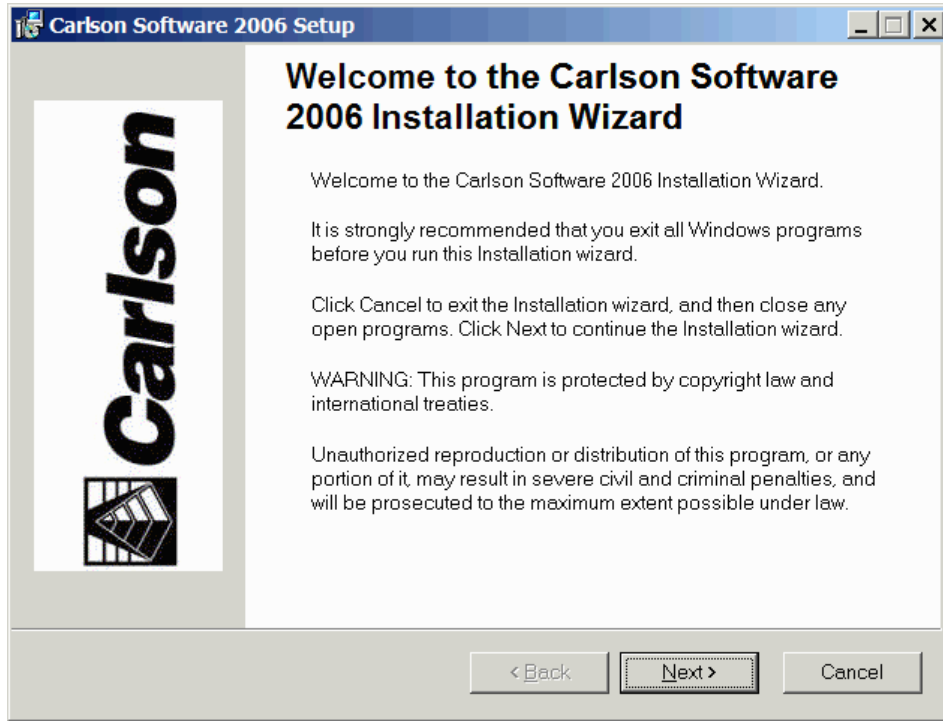 Carlson Software 2006 Setup
Welcome to the Carlson Software
2006 Installation Wizard
Carlson
Welcome to the Carlson Software 2006 Installation Wizard.
It is strongly recommended that you exit all Windows programs
before you run this Installation wizard.
Click Cancel to exit the Installation wizard, and then close any
open programs. Click Next to continue the Installation wizard.
WARNING: This program is protected by copyright law and
international treaties.
Unauthorized reproduction or distribution of this program, or any
portion of it, may result in severe civil and criminal penalties, and
will be prosecuted to the maximum extent possible under law.
< Back Next > Cancel